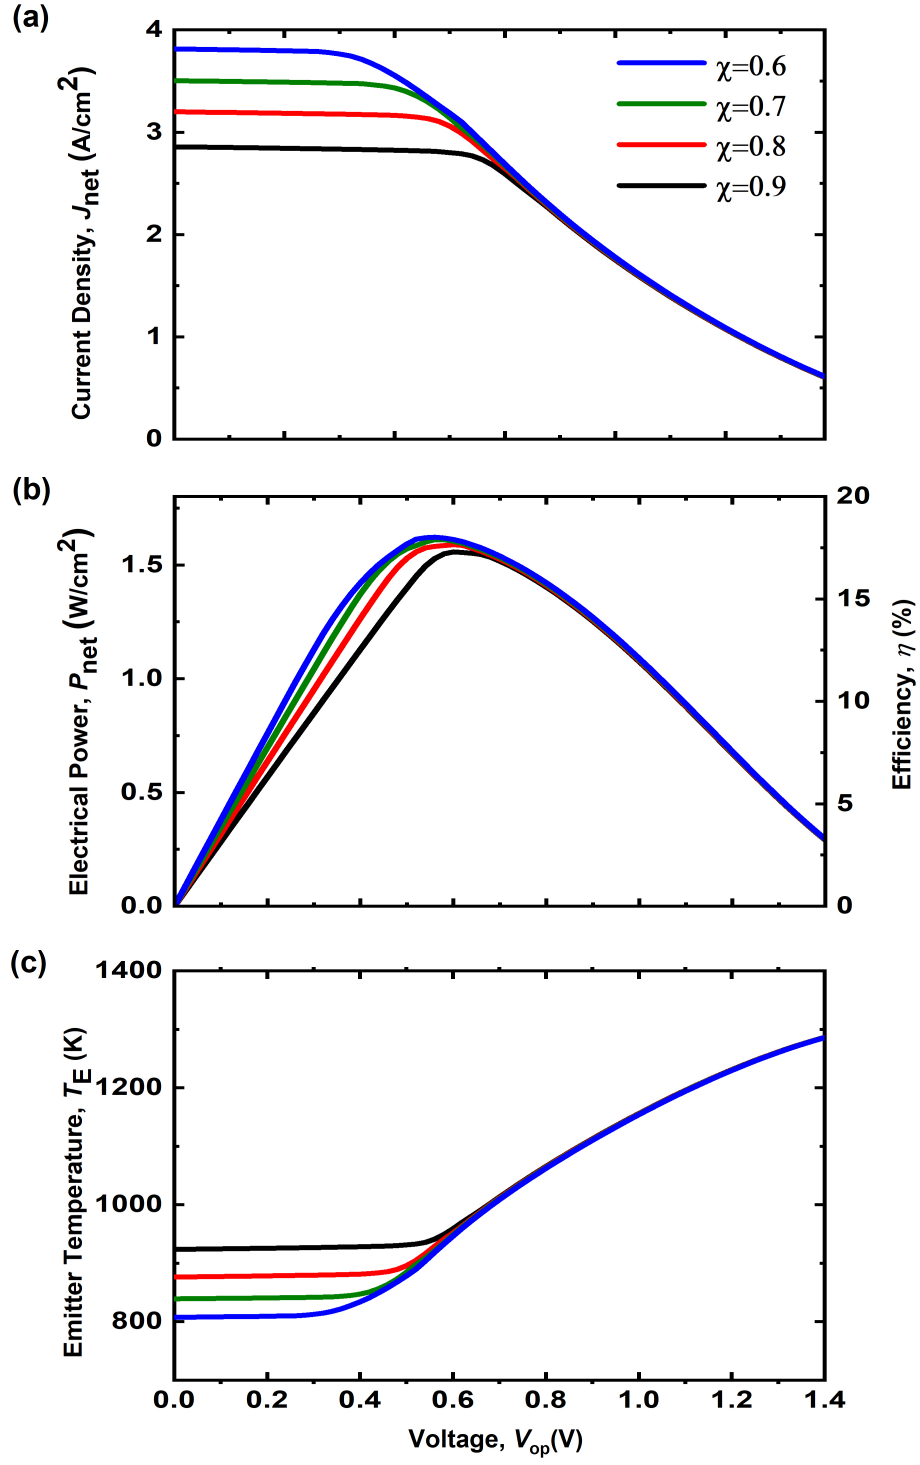 (a)
4
3
2
1
0
Current Density, Jnet (A/cm2)
χ=0.6
χ=0.7
χ=0.8
χ=0.9
(b)
1.5
1.0
0.5
0.0
Electrical Power, Pnet (W/cm2)
20
15
10
5
0
Efficiency, η (%)
(c)
1400
1200
1000
800
Emitter Temperature, TE (K)
0.0 0.2 0.4 0.6 0.8 1.0 1.2 1.4
Voltage, Vop(V)